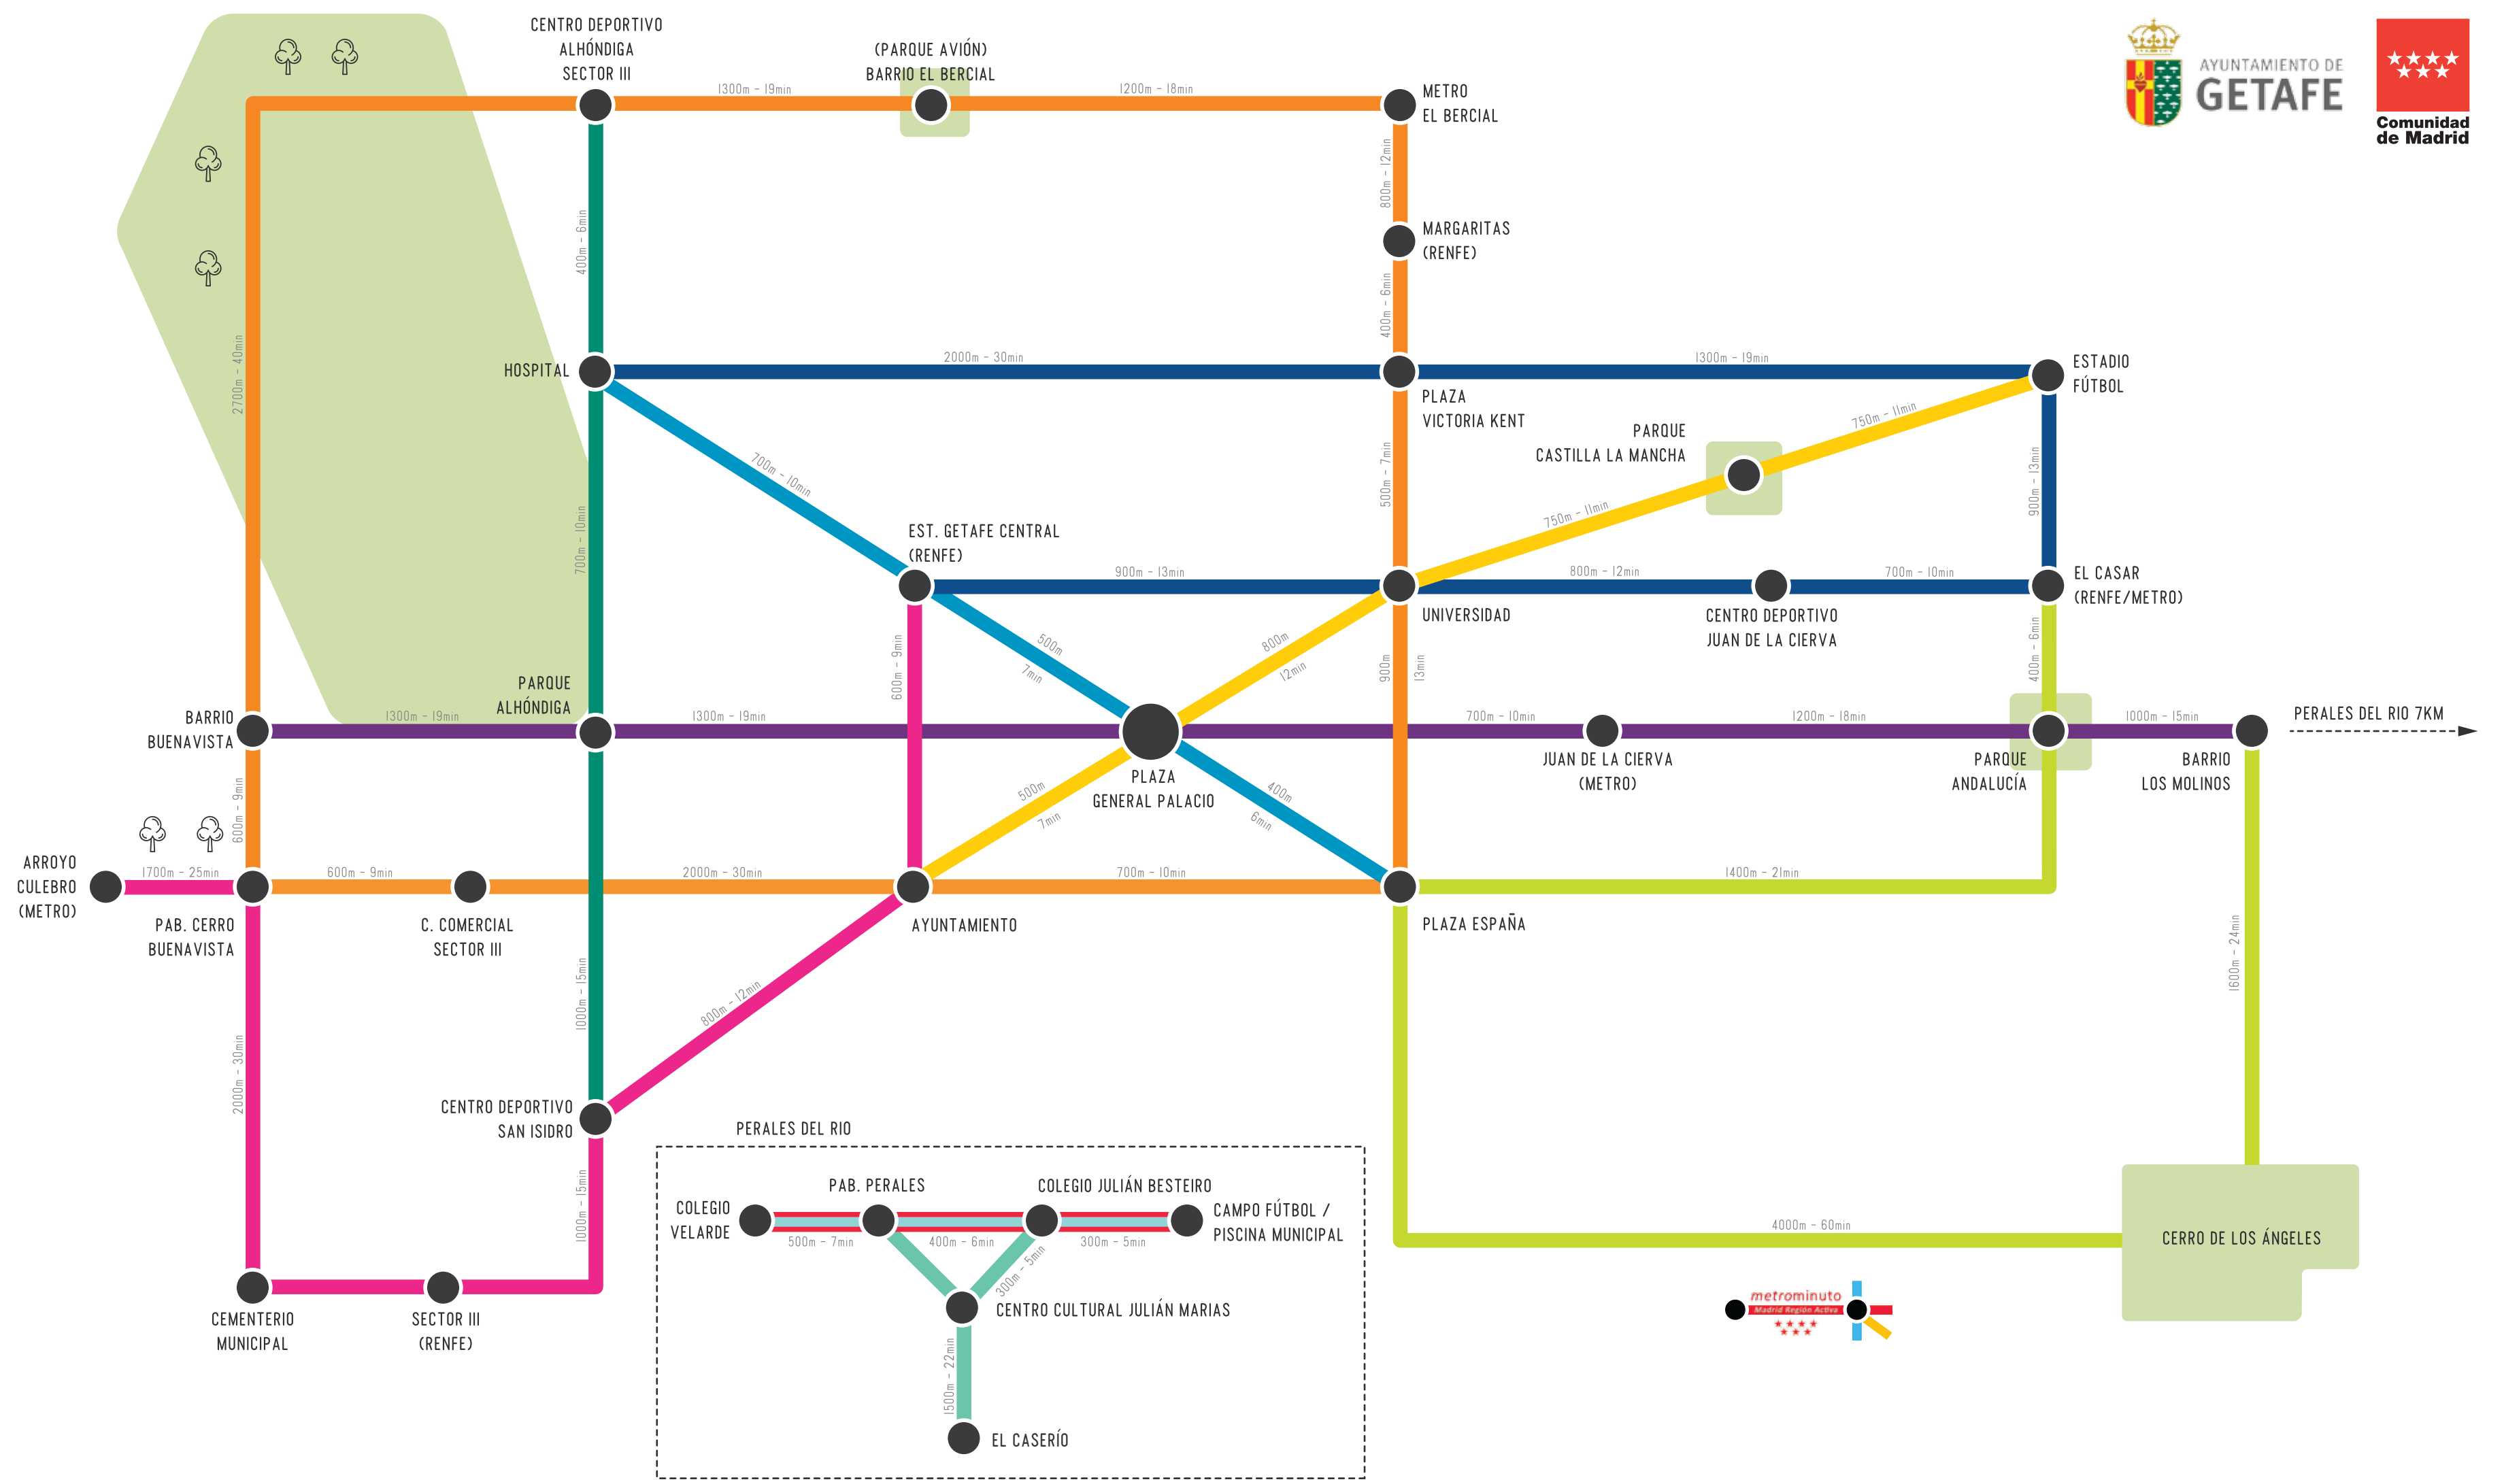 CENTRO DEPORTIVO
ALHÓNDIGA
SECTOR III
(PARQUE AVIÓN)
BARRIO EL BERCIAL
1300m - 19min
1200m - 18min
METRO
EL BERCIAL
AYUNTAMIENTO DE
GETAFE
Comunidad
de Madrid
800m - 12min
MARGARITAS
(RENFE)
400m - 6min
400m - 6min
2700m - 40min
HOSPITAL
2000m - 30min
1300m - 19min
PLAZA
VICTORIA KENT
ESTADIO
FÚTBOL
PARQUE
CASTILLA LA MANCHA
750m - 11min
750m - 11min
700m - 10min
500m - 7min
900m - 13min
700m - 10min
EST. GETAFE CENTRAL
(RENFE)
900m - 13min
800m - 12min
700m - 10min
UNIVERSIDAD
CENTRO DEPORTIVO
JUAN DE LA CIERVA
EL CASAR
(RENFE/METRO)
600m - 9min
500m
7min
800m
12min
900m
13min
400m - 6min
PARQUE
ALHÓNDIGA
BARRIO
BUENAVISTA
1300m - 19min
1300m - 19min
700m - 10min
1200m - 18min
1000m - 15min
PERALES DEL RIO 7KM
PLAZA
GENERAL PALACIO
JUAN DE LA CIERVA
(METRO)
PARQUE
ANDALUCÍA
BARRIO
LOS MOLINOS
600m - 9min
500m
7min
400m
6min
ARROYO
CULEBRO
(METRO)
1700m - 25min
600m - 9min
2000m - 30min
700m - 10min
1400m - 21min
PAB. CERRO
BUENAVISTA
C. COMERCIAL
SECTOR III
AYUNTAMIENTO
PLAZA ESPAÑA
1600m - 24min
1000m - 15min
800m - 12min
2000m - 30min
CENTRO DEPORTIVO
SAN ISIDRO
1000m - 15min
CEMENTERIO
MUNICIPAL
SECTOR III
(RENFE)
PERALES DEL RIO
COLEGIO
VELARDE
PAB. PERALES
COLEGIO JULIÁN BESTEIRO
CAMPO FÚTBOL /
PISCINA MUNICIPAL
500m - 7min
400m - 6min
300m - 5min
300m - 5min
CENTRO CULTURAL JULIÁN MARIAS
1500m - 22min
EL CASERÍO
4000m - 60min
CERRO DE LOS ÁNGELES
metrominuto
Madrid Región Activa